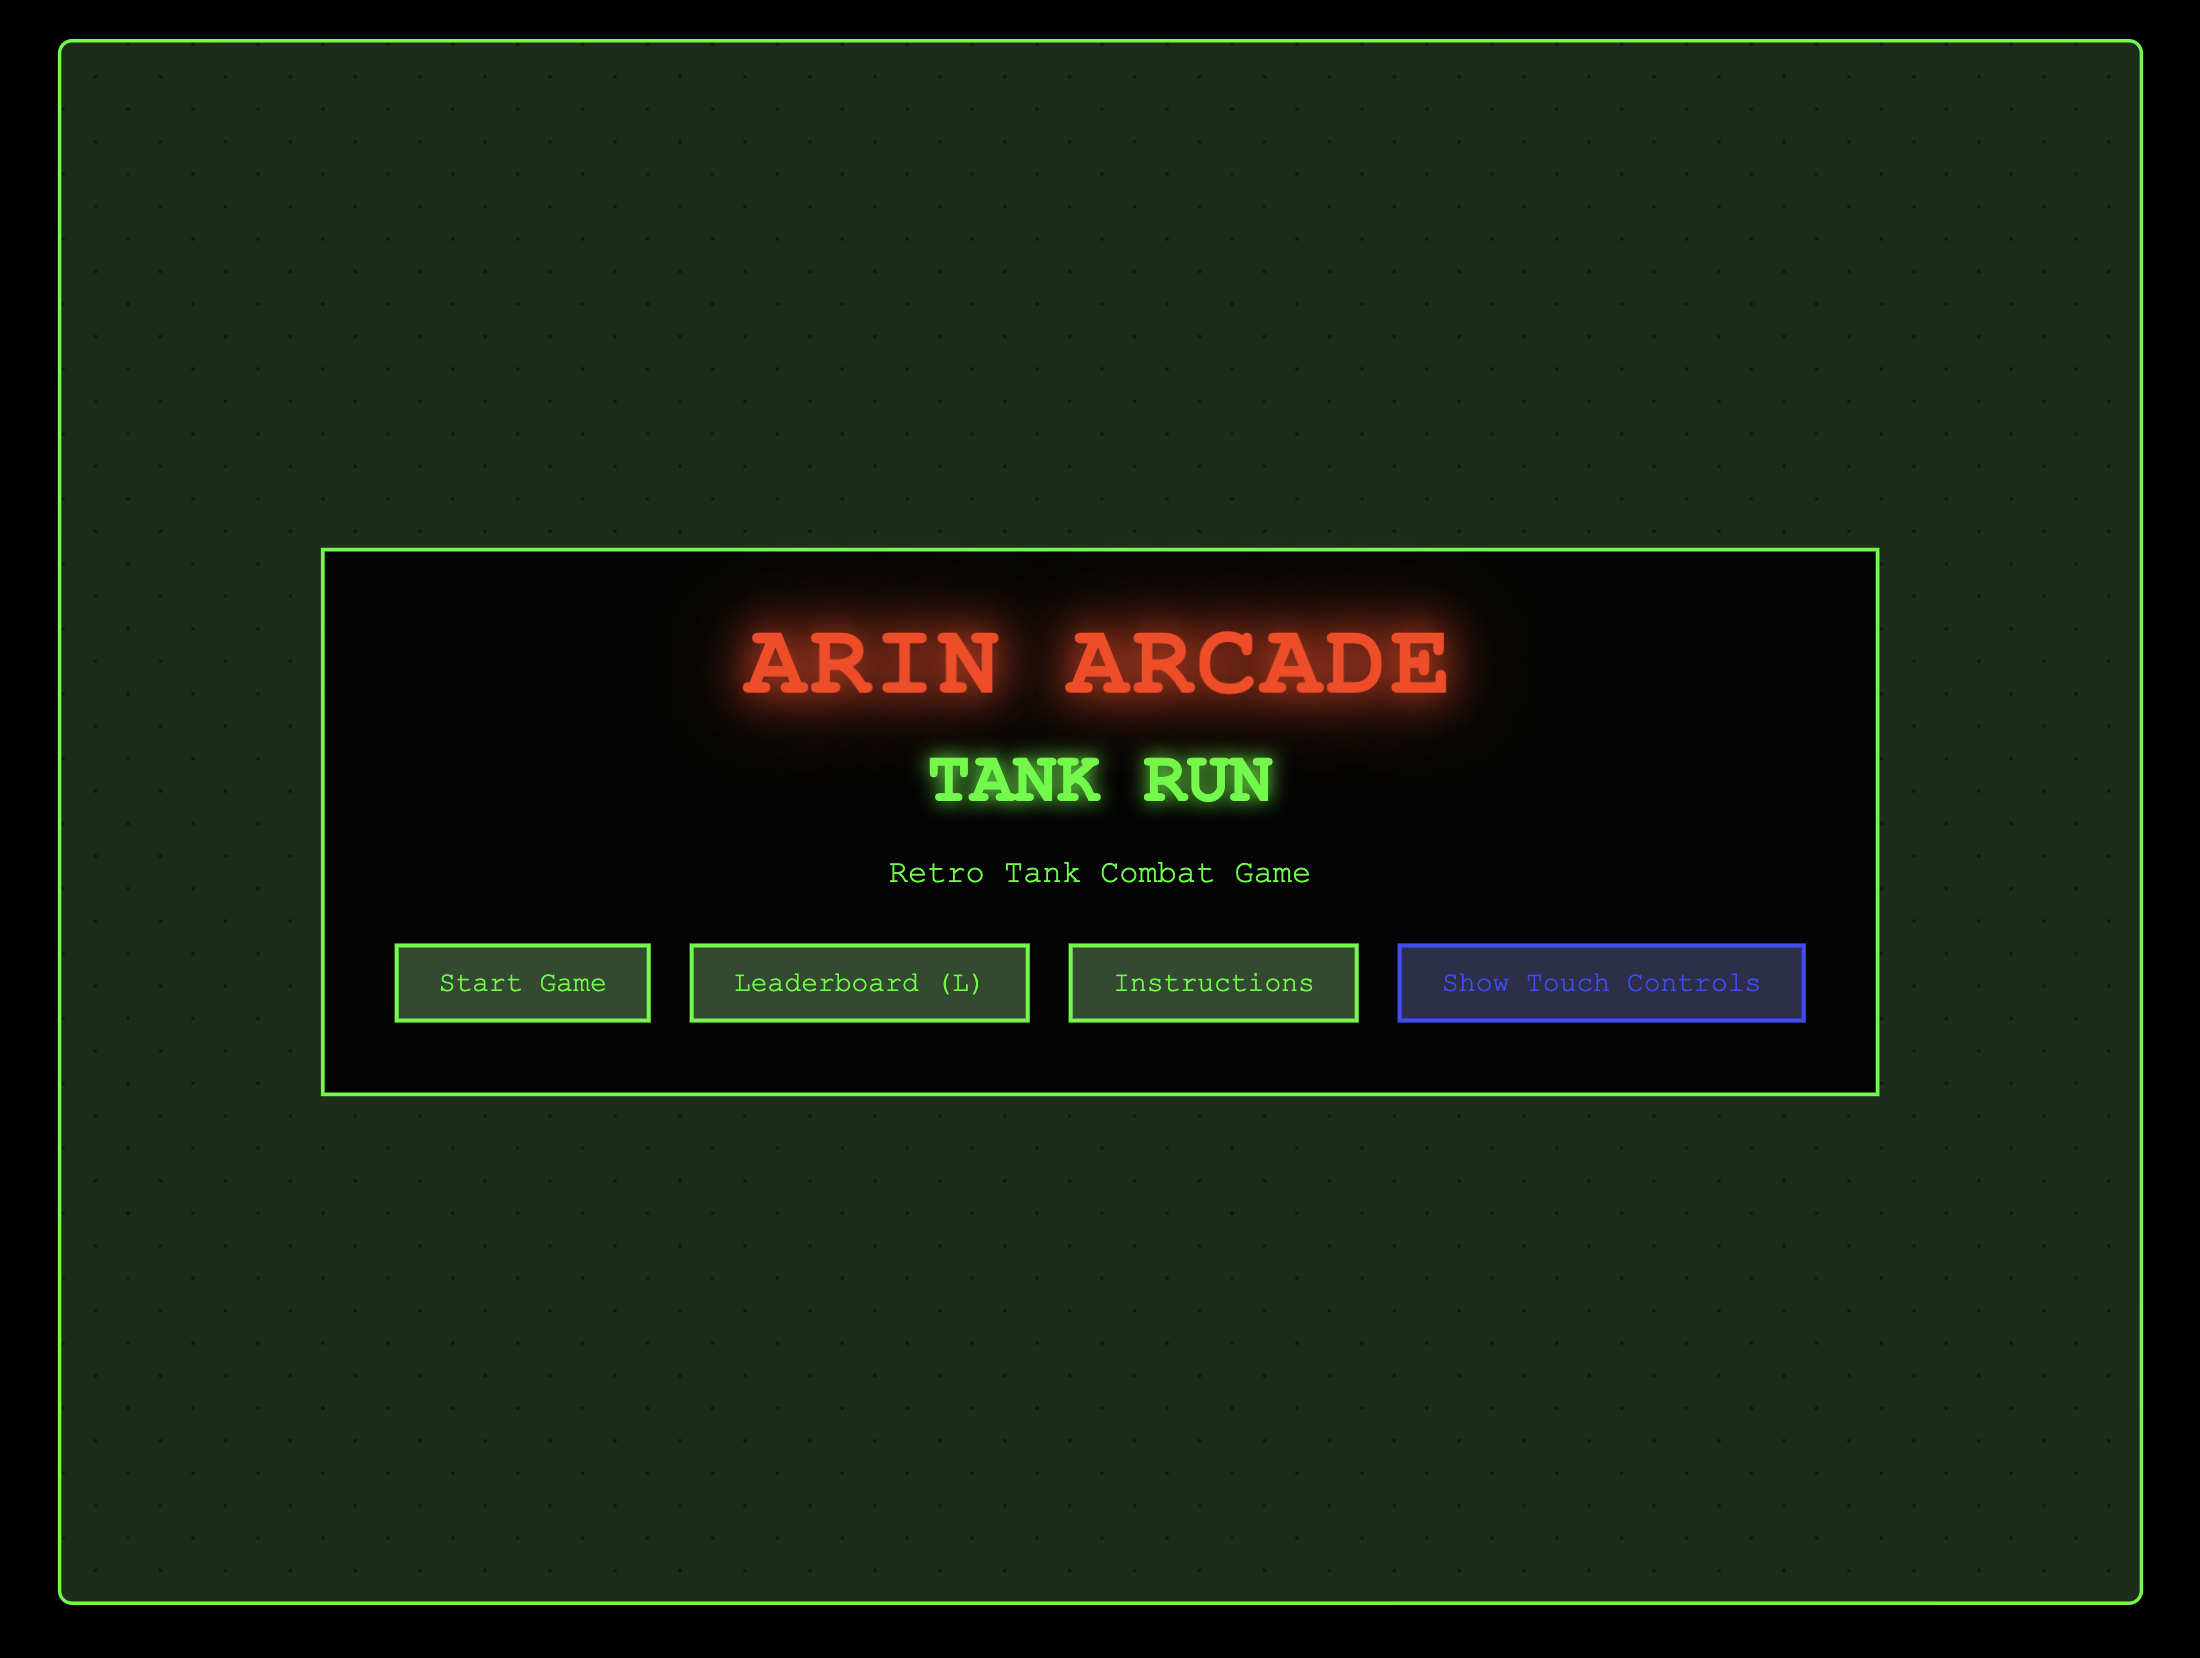 ARIN ARCADE
TANK RUN
Retro Tank Combat Game
Start Game
Leaderboard (L)
Instructions
Show Touch Controls